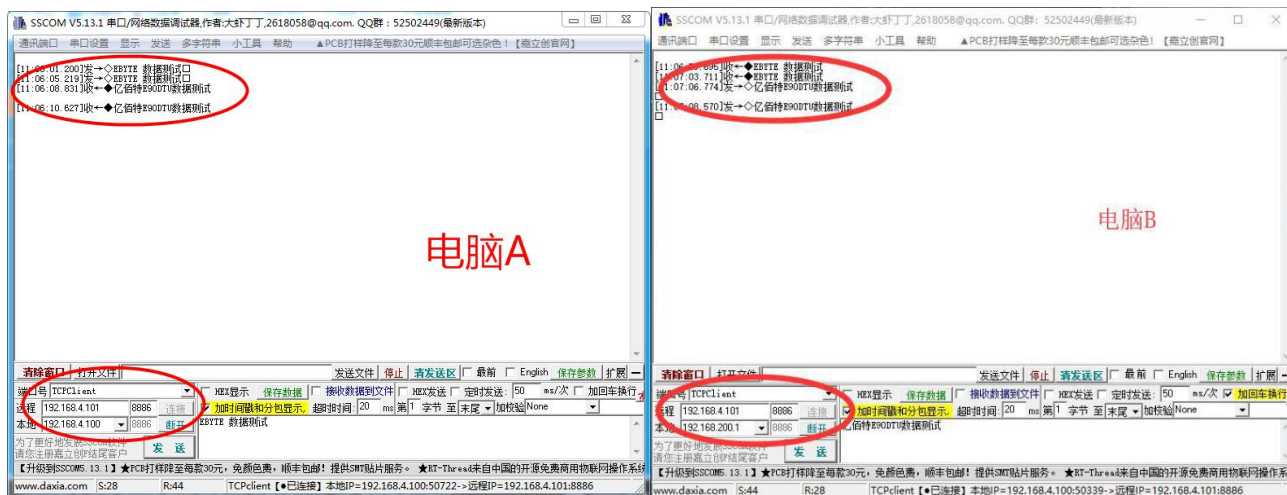 SSCOM V5.13.1 串口/网络数据调试器,作者:大虾丁丁,2618058@qq.com. QQ群：52502449(最新版本)
通讯端口 串口设置 显示 发送 多字符串 小工具 帮助 ▲PCB打样降至每款30元顺丰包邮可选杂色！【嘉立创官网】
发→◇EBYTE 数据测试□
[11:06:05.219]发→◇EBYTE 数据测试□
[11:06:08.631]收←◆亿佰特E90DTU数据测试
[11:06:10.627]收←◆亿佰特E90DTU数据测试
电脑A
清除窗口 打开文件 发送文件 停止 清发送区 最前 English 保存参数 扩展 —
端口号 TCPClient HEX显示 保存数据 接收数据到文件 HEX发送 定时发送: 50 ms/次 加回车换行
远程 192.168.4.101 8886 连接 加时间戳和分包显示, 超时时间: 20 ms 第1 字节 至 末尾 加校验 None
本地 192.168.4.100 8886 断开 EBYTE 数据测试
为了更好地发展SSCOM软件
请您注册嘉立创F结尾客户 发 送
【升级到SSCOM5.13.1】★PCB打样降至每款30元，免颜色费，顺丰包邮！提供SMT贴片服务。 ★RT-Thread来自中国的开源免费商用物联网操作系统
www.daxia.com S:28 R:44 TCPclient【●已连接】本地IP=192.168.4.100:50722->远程IP=192.168.4.101:8886
SSCOM V5.13.1 串口/网络数据调试器,作者:大虾丁丁,2618058@qq.com. QQ群：52502449(最新版本)
通讯端口 串口设置 显示 发送 多字符串 小工具 帮助 ▲PCB打样降至每款30元顺丰包邮可选杂色！【嘉立创官网】
收←◆EBYTE 数据测试
[11:07:03.711]收←◆EBYTE 数据测试
[11:07:06.774]发→◇亿佰特E90DTU数据测试
□
[11:07:08.570]发→◇亿佰特E90DTU数据测试
□
电脑B
清除窗口 打开文件 发送文件 停止 清发送区 最前 English 保存参数 扩展 —
端口号 TCPClient HEX显示 保存数据 接收数据到文件 HEX发送 定时发送: 50 ms/次 加回车换行
远程 192.168.4.101 8886 连接 加时间戳和分包显示, 超时时间: 20 ms 第1 字节 至 末尾 加校验 None
本地 192.168.200.1 8886 断开 亿佰特E90DTU数据测试
为了更好地发展SSCOM软件
请您注册嘉立创F结尾客户 发 送
【升级到SSCOM5.13.1】★PCB打样降至每款30元，免颜色费，顺丰包邮！提供SMT贴片服务。 ★RT-Thread来自中国的开源免费商用物联网操作系
www.daxia.com S:44 R:28 TCPclient【●已连接】本地IP=192.168.4.100:50339->远程IP=192.168.4.101:8886